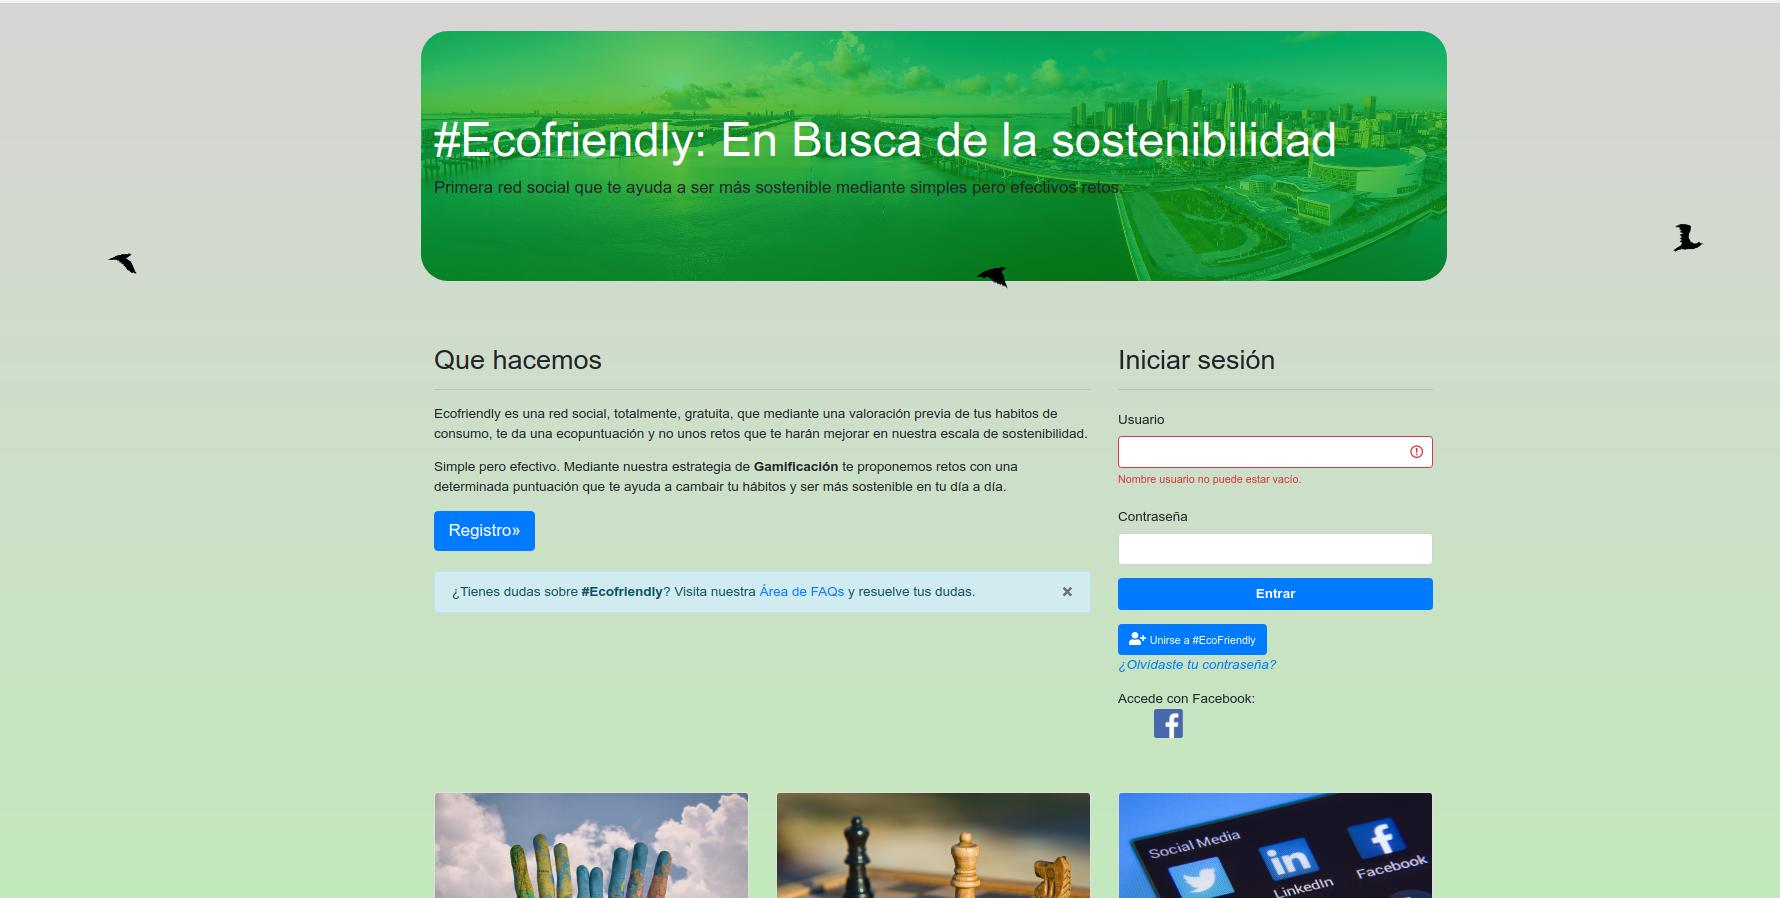 #Ecofriendly: En Busca de la sostenibilidad
Primera red social que te ayuda a ser más sostenible mediante simples pero efectivos retos.
Que hacemos
Ecofriendly es una red social, totalmente, gratuita, que mediante una valoración previa de tus habitos de
consumo, te da una ecopuntuación y no unos retos que te harán mejorar en nuestra escala de sostenibilidad.
Simple pero efectivo. Mediante nuestra estrategia de Gamificación te proponemos retos con una
determinada puntuación que te ayuda a cambair tu hábitos y ser más sostenible en tu día a día.
Registro»
¿Tienes dudas sobre #Ecofriendly? Visita nuestra Área de FAQs y resuelve tus dudas. ×
Iniciar sesión
Usuario
Nombre usuario no puede estar vacío.
Contraseña
Entrar
Unirse a #EcoFriendly
¿Olvidaste tu contraseña?
Accede con Facebook:
Social Media
LinkedIn
Facebook